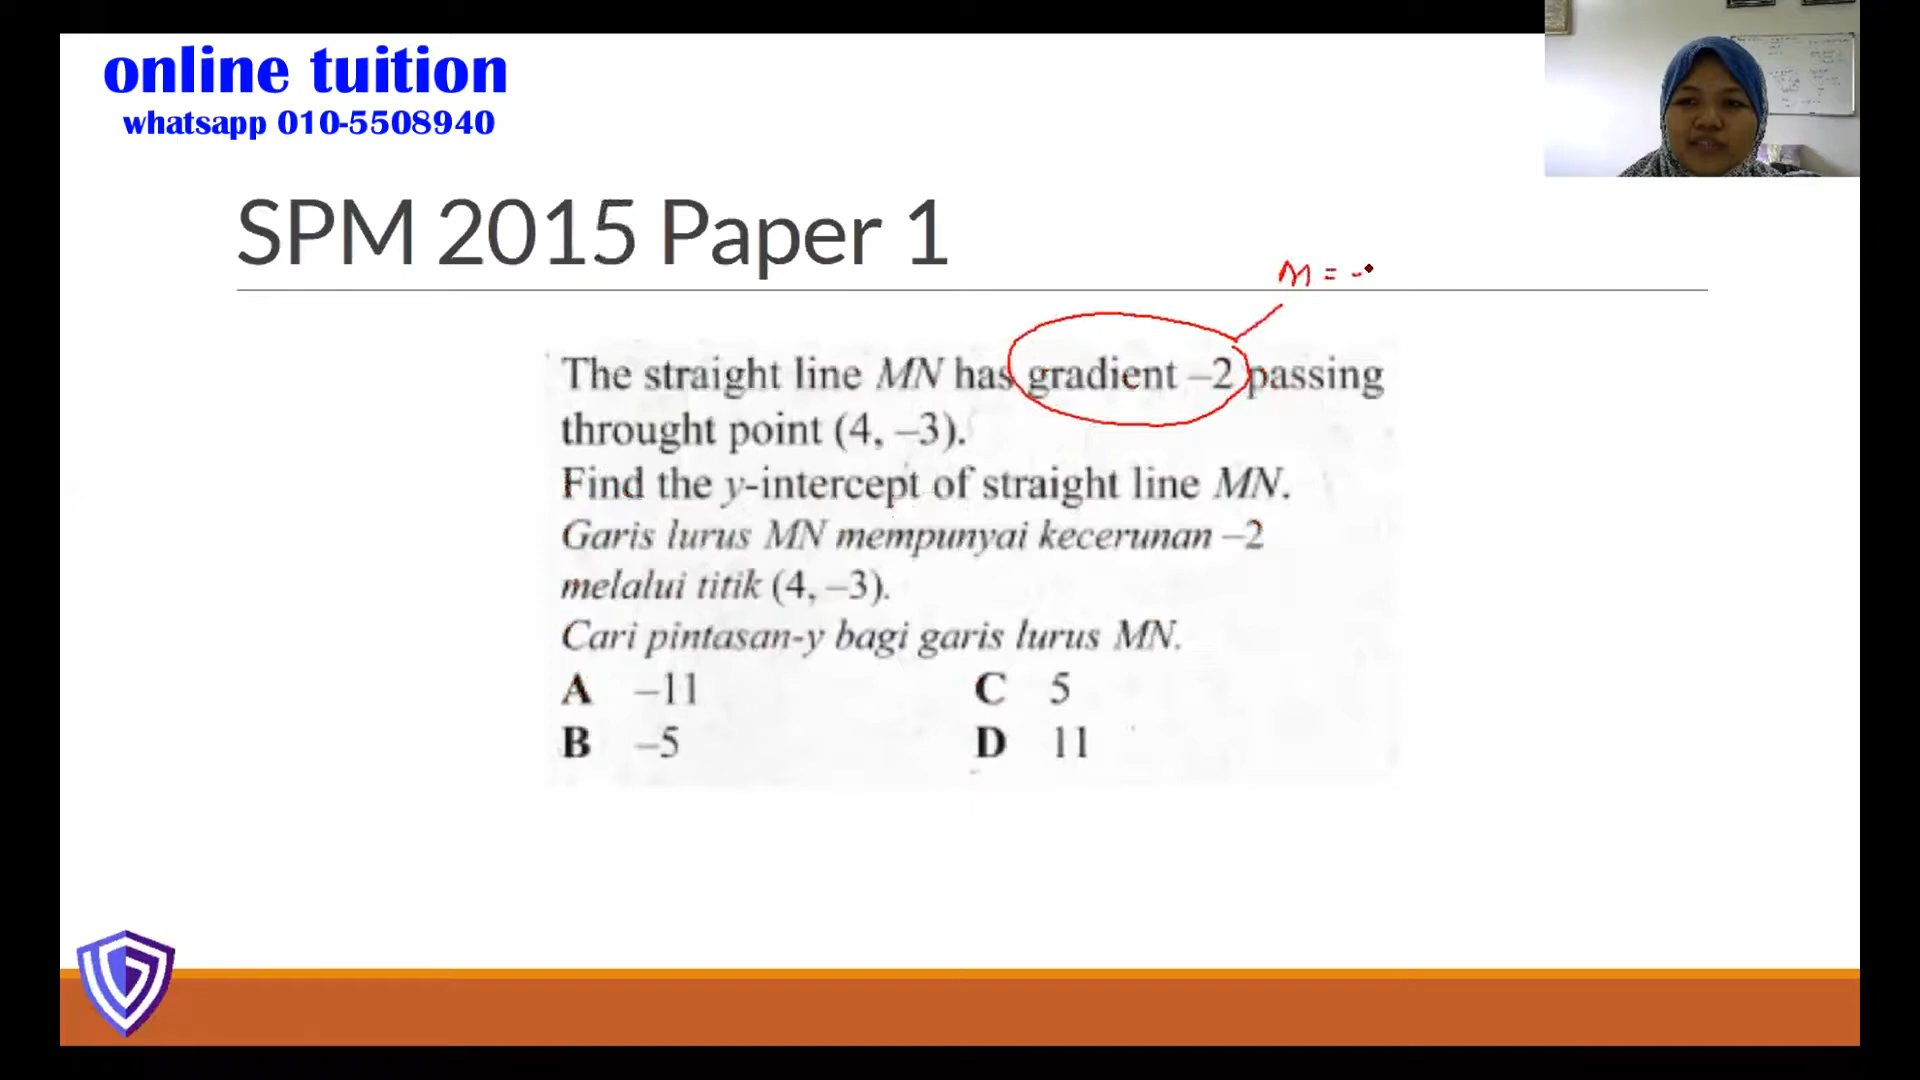 online tuition
whatsapp 010-5508940
SPM 2015 Paper 1
M = -
The straight line MN has gradient –2 passing
throught point (4, –3).
Find the y-intercept of straight line MN.
Garis lurus MN mempunyai kecerunan –2
melalui titik (4, –3).
Cari pintasan-y bagi garis lurus MN.
A –11 C 5
B –5 D 11